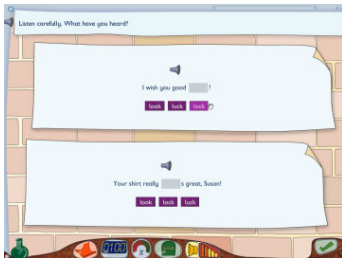 Listen carefully. What have you heard?
I wish you good !
look luck lock
Your shirt really s great, Susan!
look lock luck